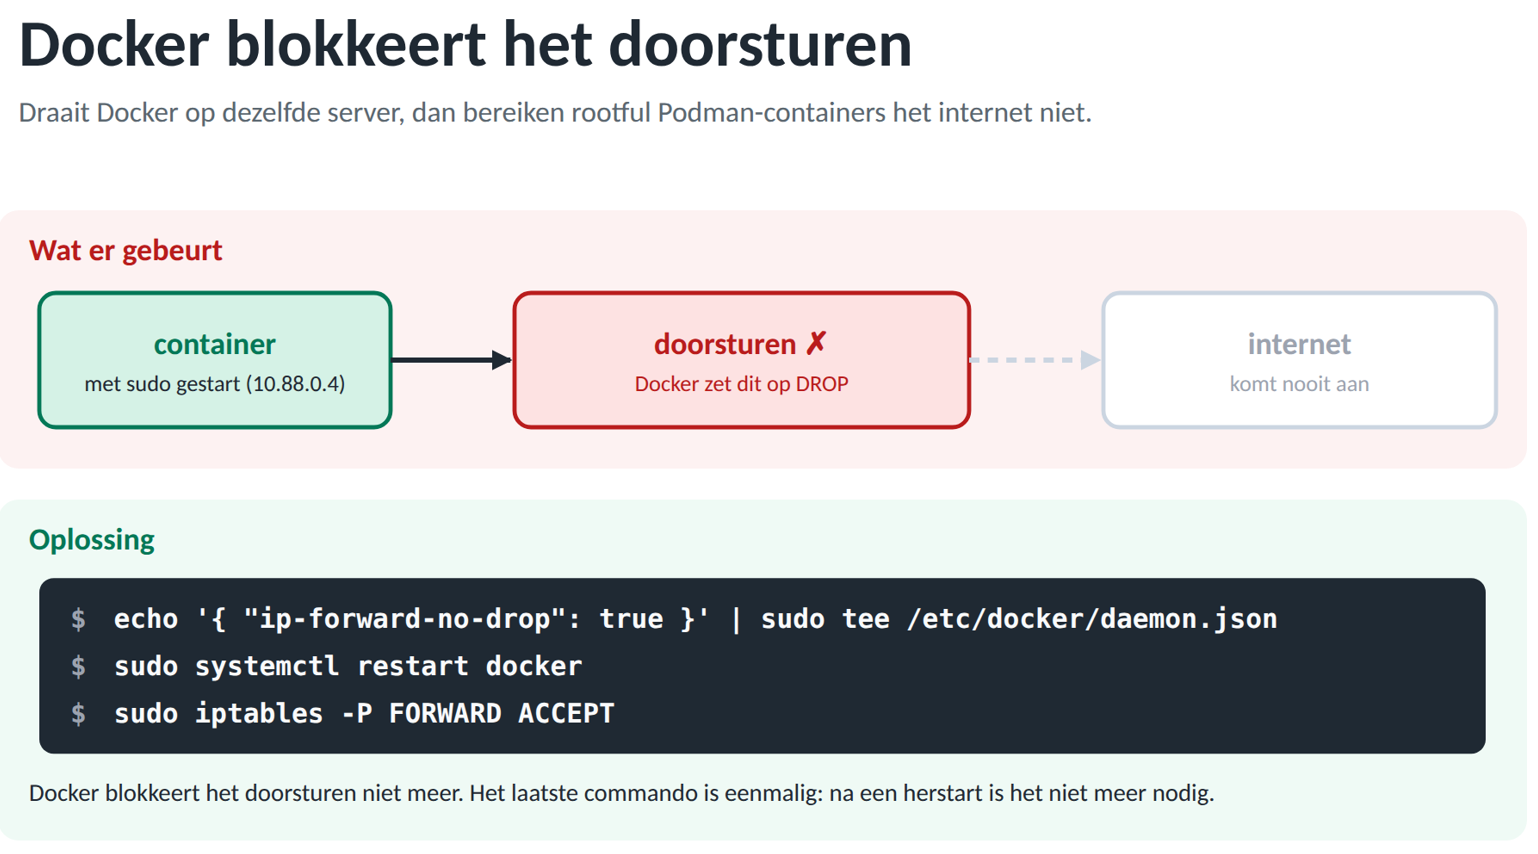 Docker blokkeert het doorsturen
Draait Docker op dezelfde server, dan bereiken rootful Podman-containers het internet niet.
Wat er gebeurt
container
met sudo gestart (10.88.0.4)
doorsturen ✗
Docker zet dit op DROP
internet
komt nooit aan
Oplossing
$ echo '{ "ip-forward-no-drop": true }' | sudo tee /etc/docker/daemon.json
$ sudo systemctl restart docker
$ sudo iptables -P FORWARD ACCEPT
Docker blokkeert het doorsturen niet meer. Het laatste commando is eenmalig: na een herstart is het niet meer nodig.